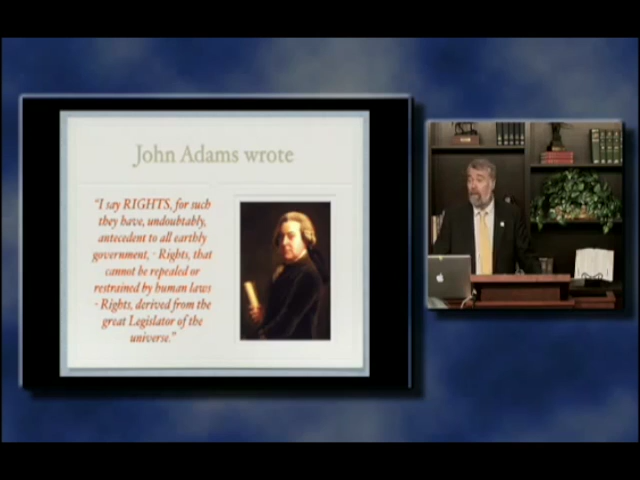 John Adams wrote
"I say RIGHTS, for such
they have, undoubtably,
antecedent to all earthly
government, - Rights, that
cannot be repealed or
restrained by human laws
- Rights, derived from the
great Legislator of the
universe."